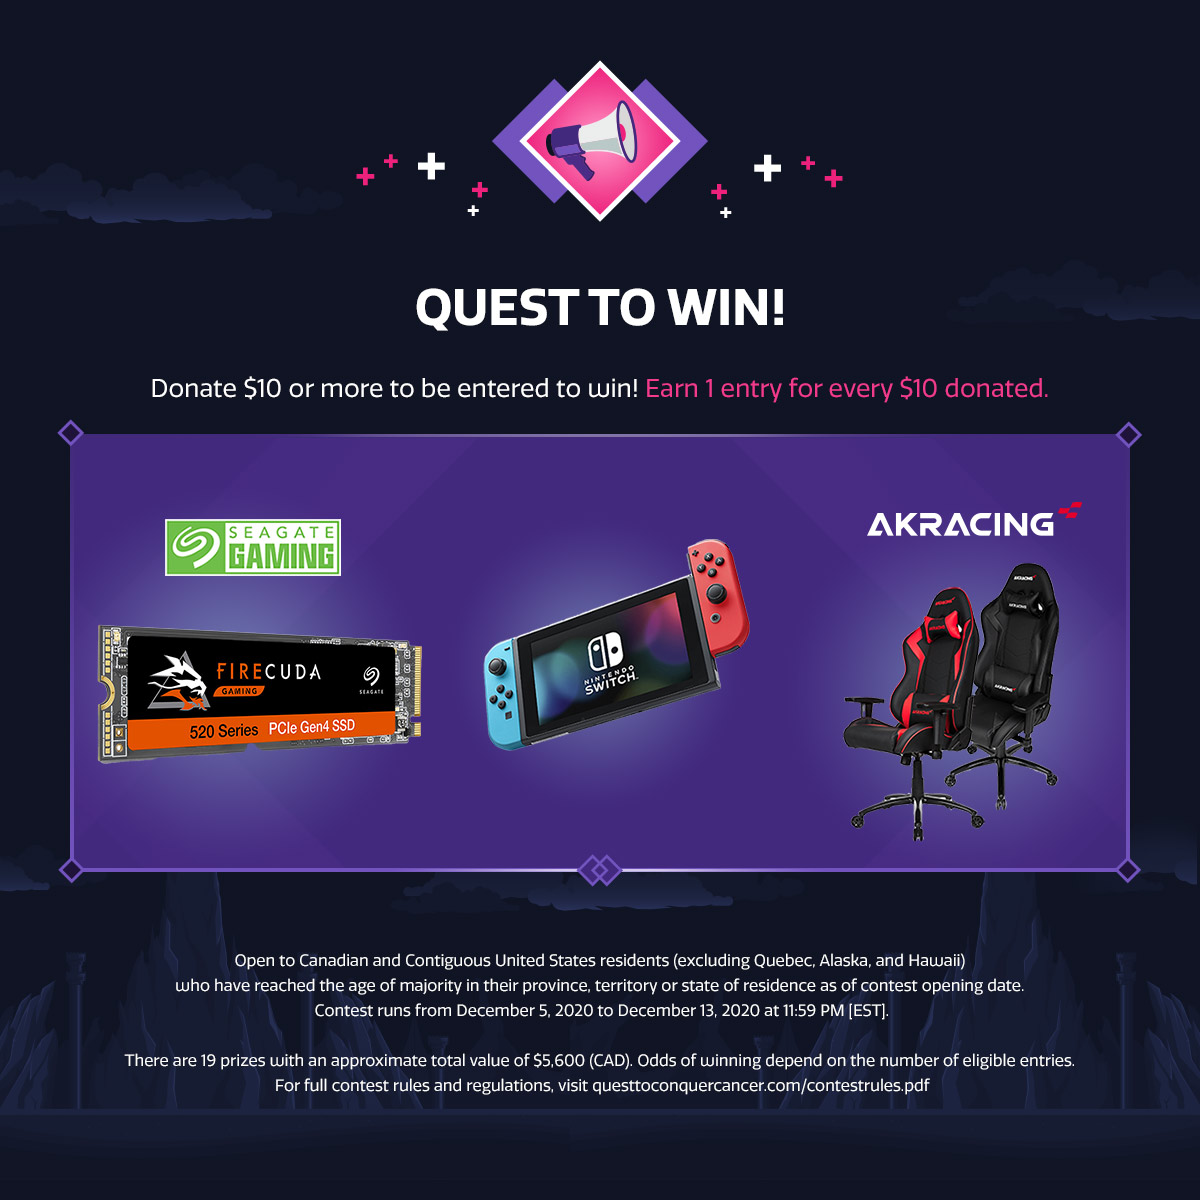 QUEST TO WIN!
Donate $10 or more to be entered to win! Earn 1 entry for every $10 donated.
SEAGATE
GAMING
AKRACING
FIRECUDA
GAMING
SEAGATE
520 Series PCIe Gen4 SSD
NINTENDO
SWITCH
AKRACING
AKRACING
AKRACING
AKRACING
AKRACING
Open to Canadian and Contiguous United States residents (excluding Quebec, Alaska, and Hawaii)
who have reached the age of majority in their province, territory or state of residence as of contest opening date.
Contest runs from December 5, 2020 to December 13, 2020 at 11:59 PM [EST].
There are 19 prizes with an approximate total value of $5,600 (CAD). Odds of winning depend on the number of eligible entries.
For full contest rules and regulations, visit questtoconquercancer.com/contestrules.pdf